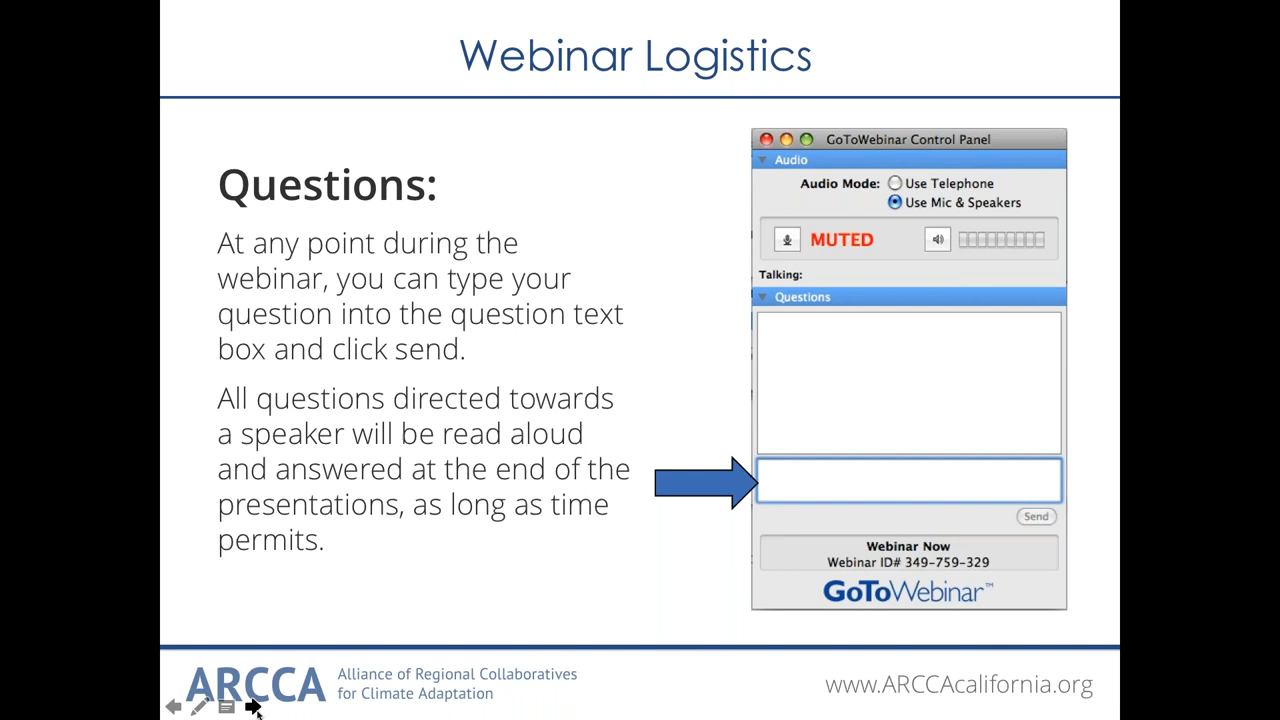 Webinar Logistics
Questions:
At any point during the
webinar, you can type your
question into the question text
box and click send.
All questions directed towards
a speaker will be read aloud
and answered at the end of the
presentations, as long as time
permits.
GoToWebinar Control Panel
Audio
Audio Mode: Use Telephone
Use Mic & Speakers
MUTED
Talking:
Questions
Send
Webinar Now
Webinar ID# 349-759-329
GoToWebinar™
ARCCA
Alliance of Regional Collaboratives
for Climate Adaptation
www.ARCCAcalifornia.org